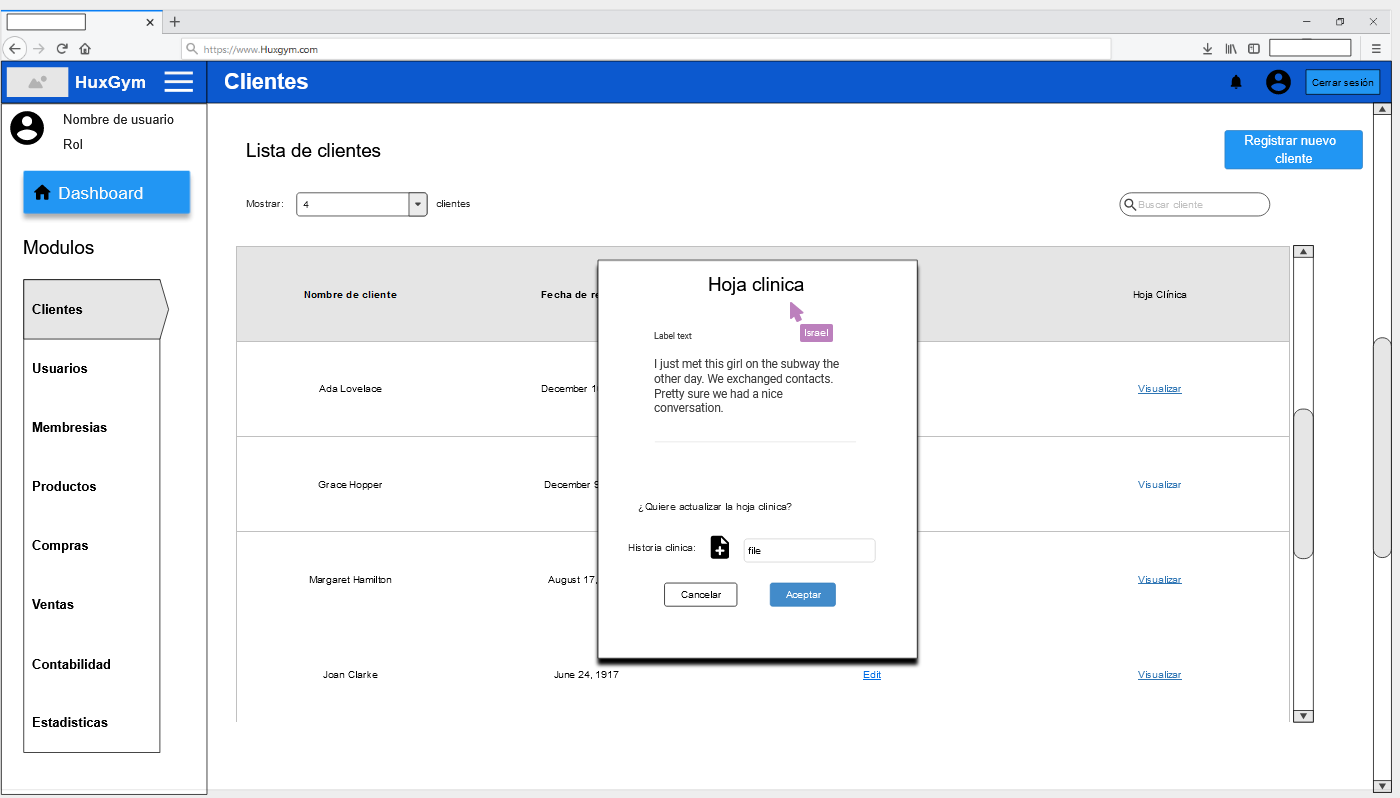 https://www.Huxgym.com
HuxGym
Clientes
Cerrar sesión
Nombre de usuario
Rol
Dashboard
Modulos
Clientes
Usuarios
Membresias
Productos
Compras
Ventas
Contabilidad
Estadisticas
Lista de clientes
Registrar nuevo
cliente
Mostrar:
4
clientes
Buscar cliente
Nombre de cliente
Fecha de re
Hoja Clínica
Ada Lovelace
December 1
Visualizar
Grace Hopper
December 9
Visualizar
Margaret Hamilton
August 17,
Visualizar
Joan Clarke
June 24, 1917
Edit
Visualizar
Hoja clinica
Israel
Label text
I just met this girl on the subway the
other day. We exchanged contacts.
Pretty sure we had a nice
conversation.
¿Quiere actualizar la hoja clinica?
Historia clinica:
file
Cancelar
Aceptar